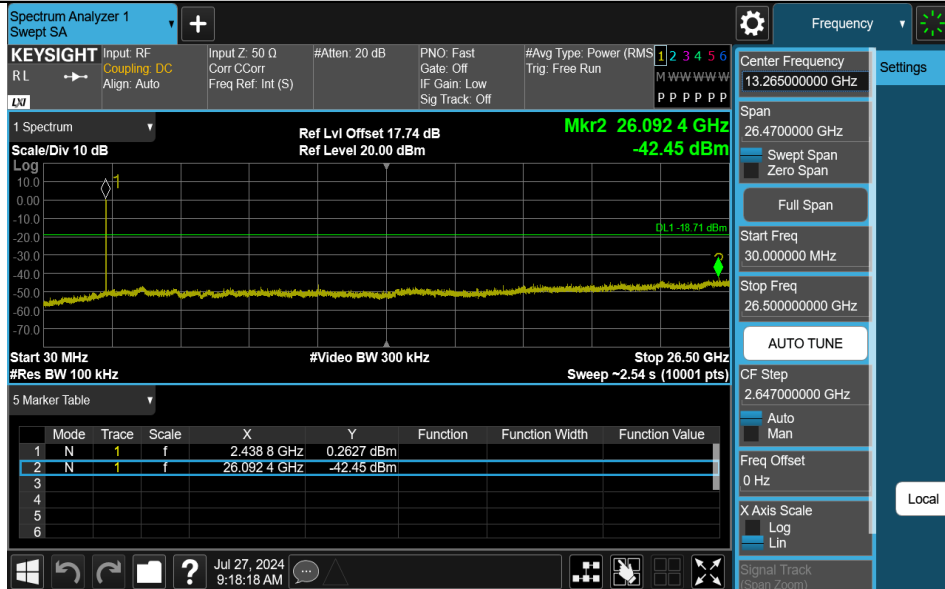 Spectrum Analyzer 1
Swept SA
Frequency
KEYSIGHT
RL
LXI
Input: RF
Coupling: DC
Align: Auto
Input Z: 50 Ω
Corr CCorr
Freq Ref: Int (S)
#Atten: 20 dB
PNO: Fast
Gate: Off
IF Gain: Low
Sig Track: Off
#Avg Type: Power (RMS
Trig: Free Run
1 2 3 4 5 6
M W W W W W
P P P P P P
1 Spectrum
Scale/Div 10 dB
Ref Lvl Offset 17.74 dB
Ref Level 20.00 dBm
Mkr2 26.092 4 GHz
-42.45 dBm
Log
10.0
0.00
-10.0
-20.0
-30.0
-40.0
-50.0
-60.0
-70.0
1
DL1 -18.71 dBm
2
Start 30 MHz
#Res BW 100 kHz
#Video BW 300 kHz
Stop 26.50 GHz
Sweep ~2.54 s (10001 pts)
5 Marker Table
Mode Trace Scale X Y Function Function Width Function Value
1 N 1 f 2.438 8 GHz 0.2627 dBm
2 N 1 f 26.092 4 GHz -42.45 dBm
3
4
5
6
Jul 27, 2024
9:18:18 AM
Center Frequency
13.265000000 GHz
Span
26.4700000 GHz
Swept Span
Zero Span
Full Span
Start Freq
30.000000 MHz
Stop Freq
26.500000000 GHz
AUTO TUNE
CF Step
2.647000000 GHz
Auto
Man
Freq Offset
0 Hz
X Axis Scale
Log
Lin
Signal Track
(Span Zoom)
Settings
Local